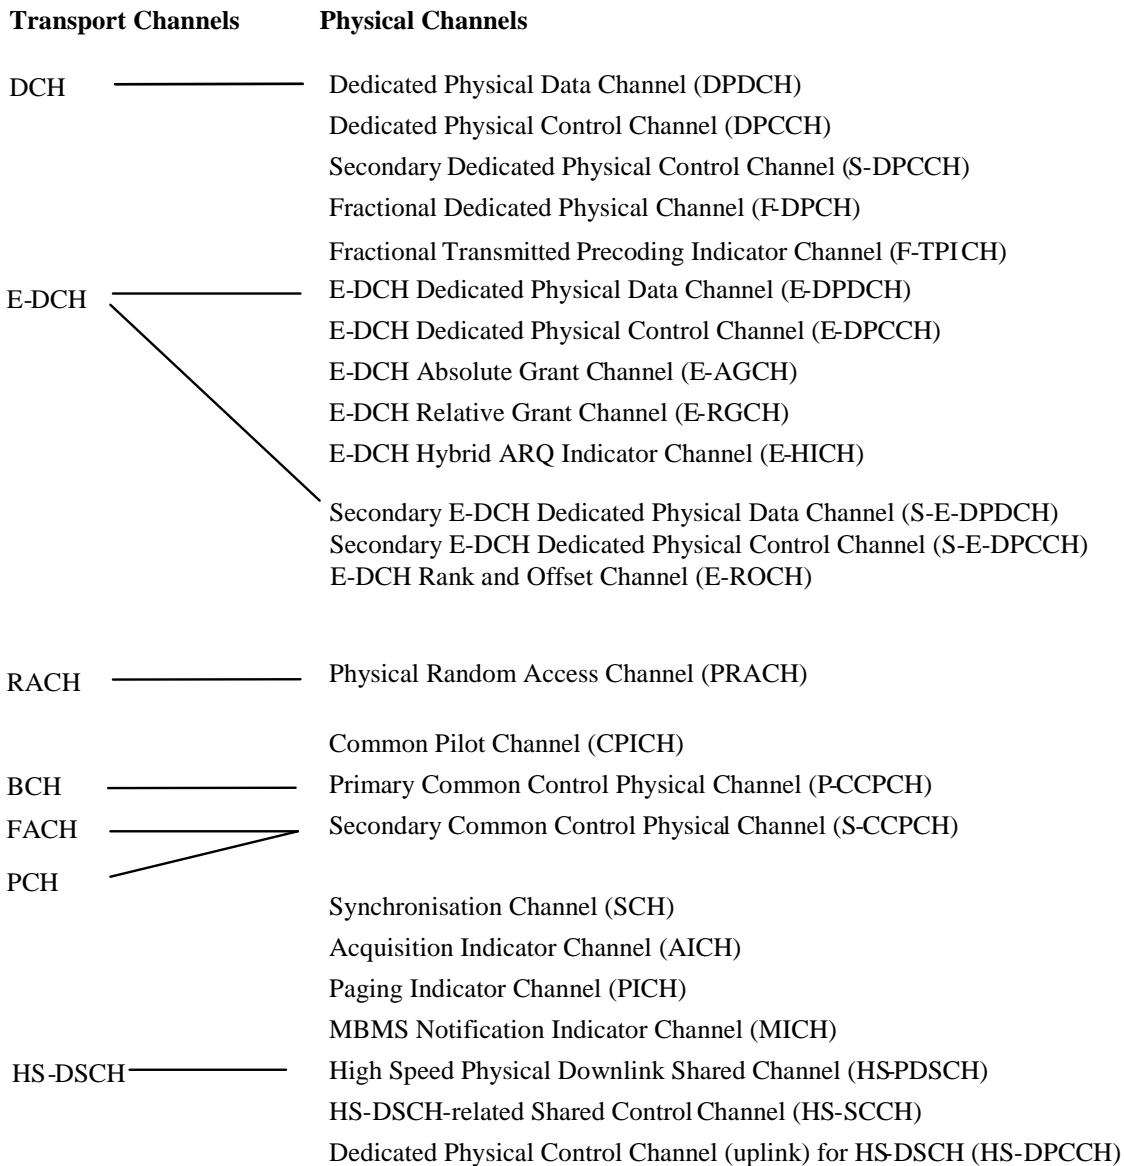 Transport Channels Physical Channels
DCH Dedicated Physical Data Channel (DPDCH)
Dedicated Physical Control Channel (DPCCH)
Secondary Dedicated Physical Control Channel (S-DPCCH)
Fractional Dedicated Physical Channel (F-DPCH)
Fractional Transmitted Precoding Indicator Channel (F-TPICH)
E-DCH E-DCH Dedicated Physical Data Channel (E-DPDCH)
E-DCH Dedicated Physical Control Channel (E-DPCCH)
E-DCH Absolute Grant Channel (E-AGCH)
E-DCH Relative Grant Channel (E-RGCH)
E-DCH Hybrid ARQ Indicator Channel (E-HICH)
Secondary E-DCH Dedicated Physical Data Channel (S-E-DPDCH)
Secondary E-DCH Dedicated Physical Control Channel (S-E-DPCCH)
E-DCH Rank and Offset Channel (E-ROCH)
RACH Physical Random Access Channel (PRACH)
Common Pilot Channel (CPICH)
BCH Primary Common Control Physical Channel (P-CCPCH)
FACH Secondary Common Control Physical Channel (S-CCPCH)
PCH
Synchronisation Channel (SCH)
Acquisition Indicator Channel (AICH)
Paging Indicator Channel (PICH)
MBMS Notification Indicator Channel (MICH)
HS-DSCH High Speed Physical Downlink Shared Channel (HS-PDSCH)
HS-DSCH-related Shared Control Channel (HS-SCCH)
Dedicated Physical Control Channel (uplink) for HS-DSCH (HS-DPCCH)